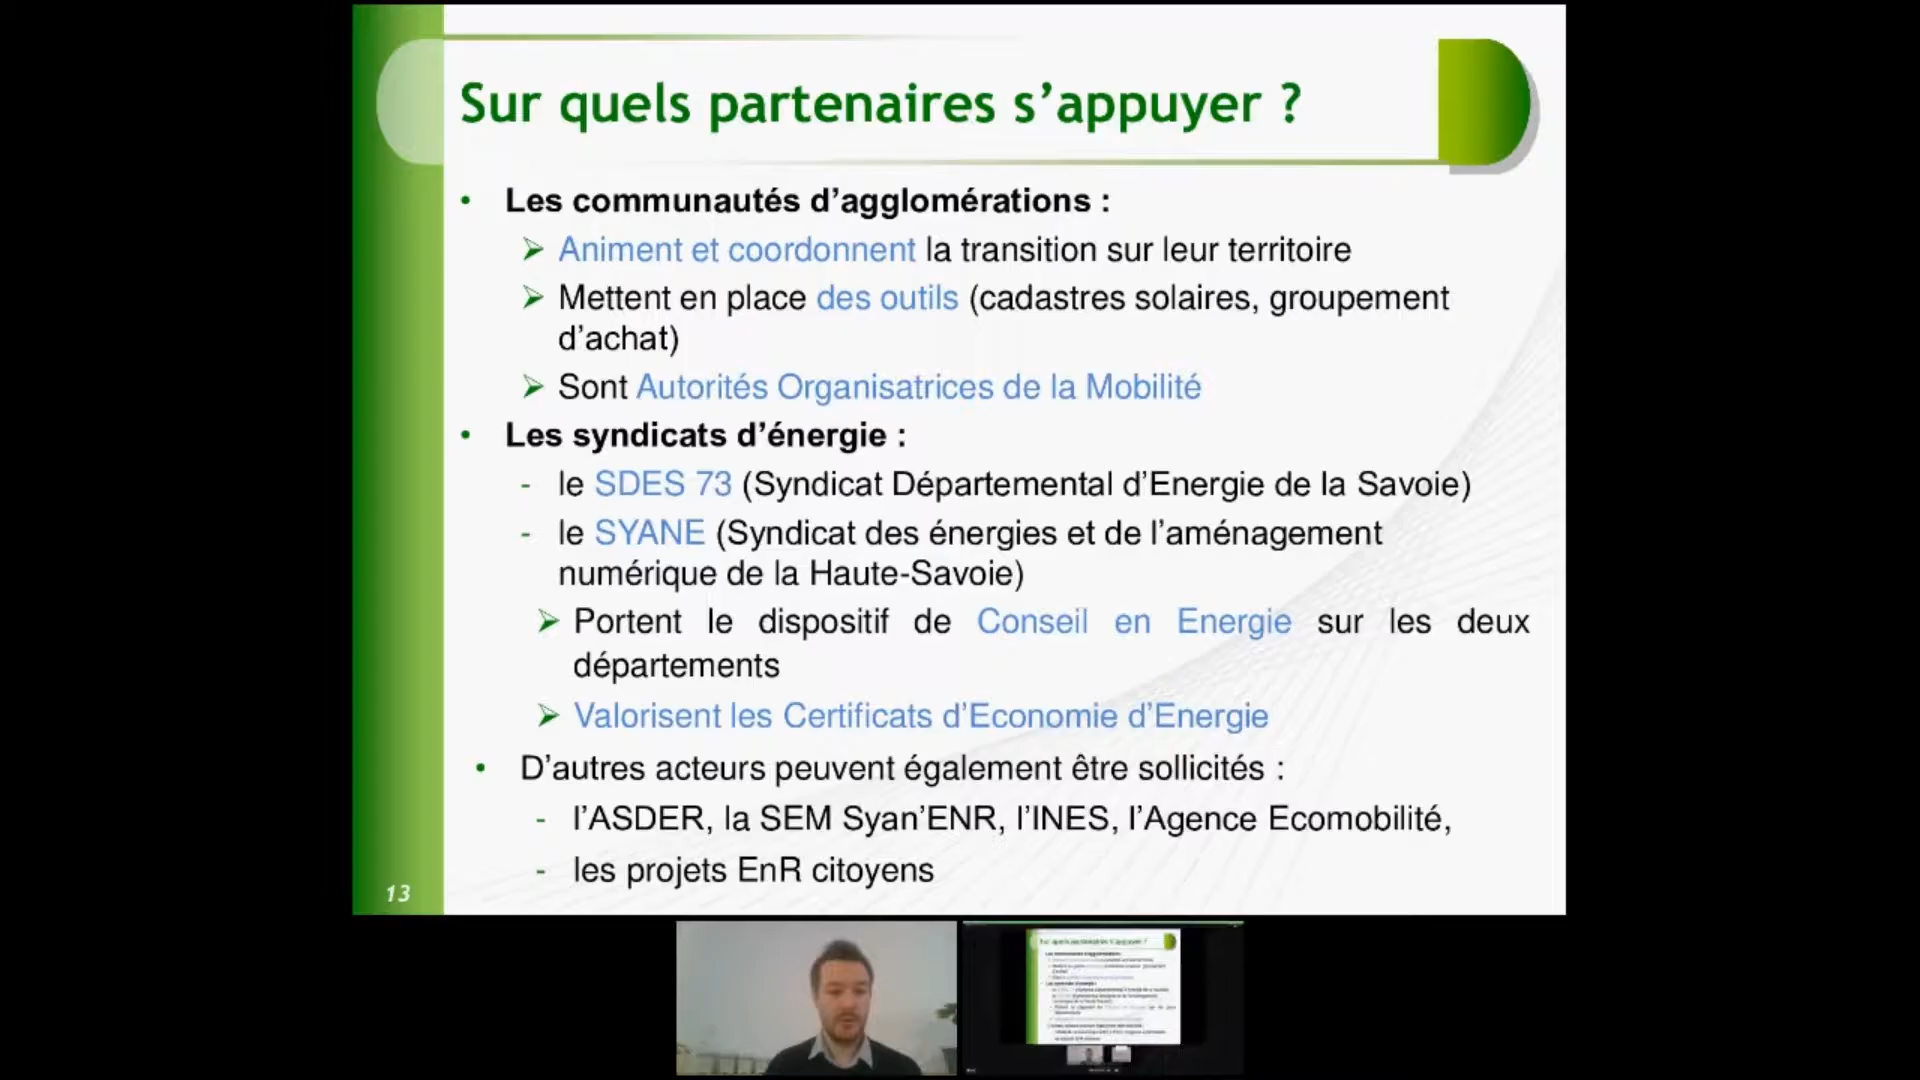 Sur quels partenaires s’appuyer ?
• Les communautés d’agglomérations :
➢ Animent et coordonnent la transition sur leur territoire
➢ Mettent en place des outils (cadastres solaires, groupement
d’achat)
➢ Sont Autorités Organisatrices de la Mobilité
• Les syndicats d’énergie :
- le SDES 73 (Syndicat Départemental d’Energie de la Savoie)
- le SYANE (Syndicat des énergies et de l’aménagement
numérique de la Haute-Savoie)
➢ Portent le dispositif de Conseil en Energie sur les deux
départements
➢ Valorisent les Certificats d’Economie d’Energie
• D’autres acteurs peuvent également être sollicités :
- l’ASDER, la SEM Syan’ENR, l’INES, l’Agence Ecomobilité,
- les projets EnR citoyens
13
Sur quels partenaires s’appuyer ?